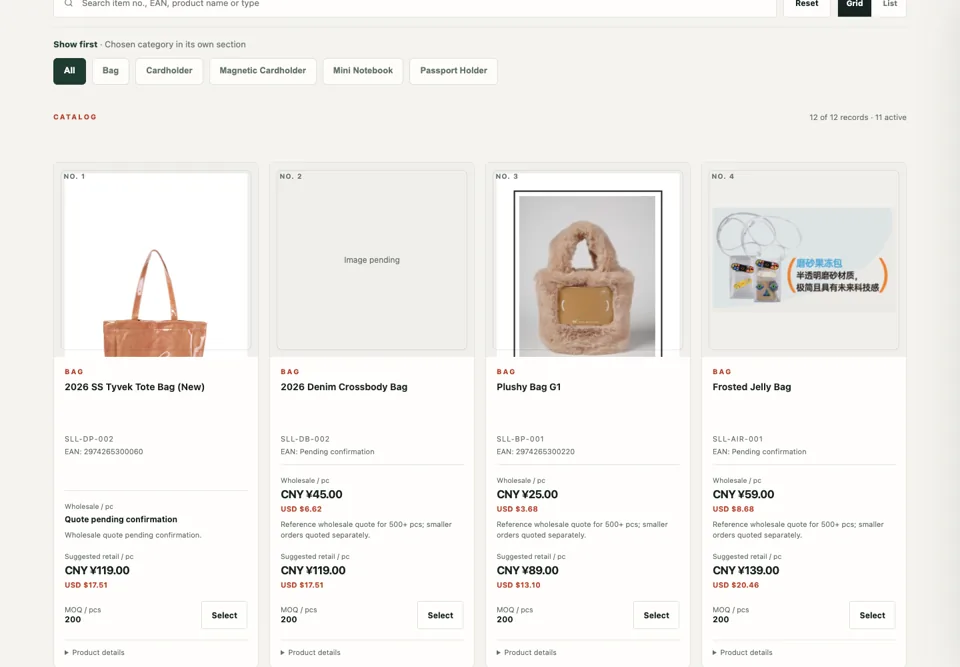 Search item no., EAN, product name or type
Reset
Grid
List
Show first · Chosen category in its own section
All
Bag
Cardholder
Magnetic Cardholder
Mini Notebook
Passport Holder
CATALOG
12 of 12 records · 11 active
NO. 1
BAG
2026 SS Tyvek Tote Bag (New)
SLL-DP-002
EAN: 2974265300060
Wholesale / pc
Quote pending confirmation
Wholesale quote pending confirmation.
Suggested retail / pc
CNY ¥119.00
USD $17.51
MOQ / pcs
200
Select
Product details
NO. 2
Image pending
BAG
2026 Denim Crossbody Bag
SLL-DB-002
EAN: Pending confirmation
Wholesale / pc
CNY ¥45.00
USD $6.62
Reference wholesale quote for 500+ pcs; smaller
orders quoted separately.
Suggested retail / pc
CNY ¥119.00
USD $17.51
MOQ / pcs
200
Select
Product details
NO. 3
BAG
Plushy Bag G1
SLL-BP-001
EAN: 2974265300220
Wholesale / pc
CNY ¥25.00
USD $3.68
Reference wholesale quote for 500+ pcs; smaller
orders quoted separately.
Suggested retail / pc
CNY ¥89.00
USD $13.10
MOQ / pcs
200
Select
Product details
NO. 4
磨砂果冻包
半透明磨砂材质,
极简且具有未来科技感
BAG
Frosted Jelly Bag
SLL-AIR-001
EAN: Pending confirmation
Wholesale / pc
CNY ¥59.00
USD $8.68
Reference wholesale quote for 500+ pcs; smaller
orders quoted separately.
Suggested retail / pc
CNY ¥139.00
USD $20.46
MOQ / pcs
200
Select
Product details